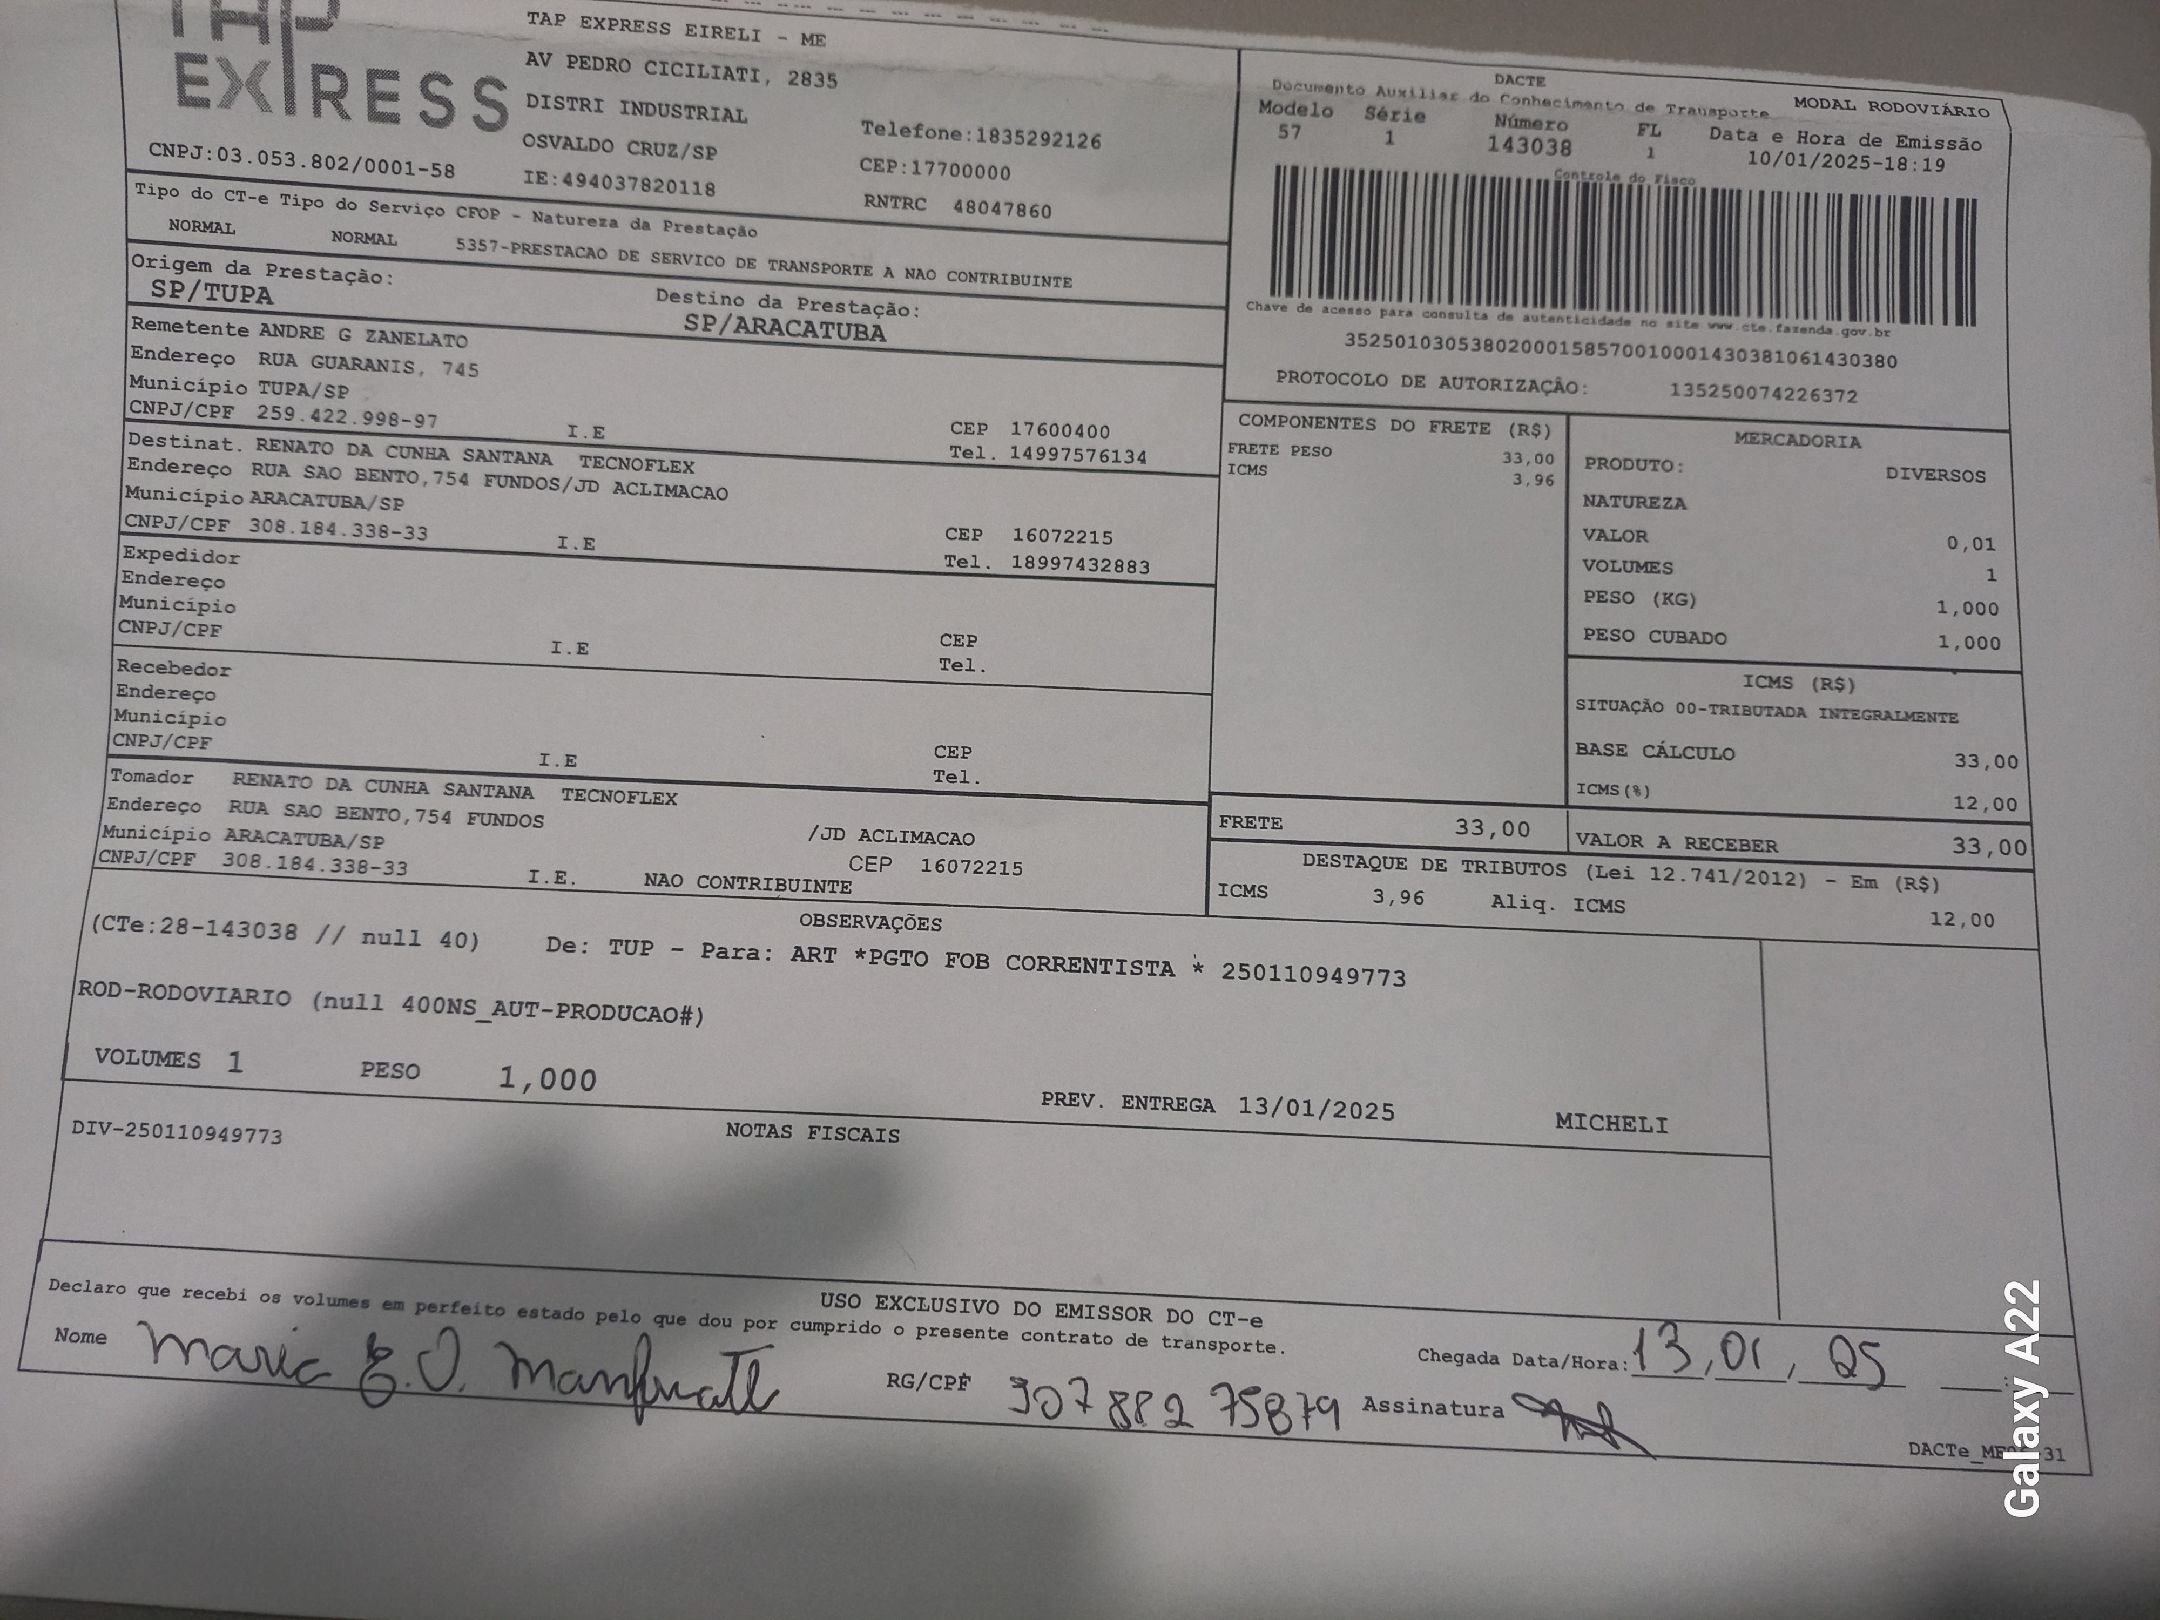 TAP
EXPRESS
TAP EXPRESS EIRELI - ME
AV PEDRO CICILIATI, 2835
DISTRI INDUSTRIAL
OSVALDO CRUZ/SP
Telefone:1835292126
CNPJ:03.053.802/0001-58
IE:494037820118
CEP:17700000
RNTRC 48047860
DACTE
Documento Auxiliar do Conhecimento de Transporte
MODAL RODOVIÁRIO
Modelo Série Número FL Data e Hora de Emissão
57 1 143038 1 10/01/2025-18:19
Controle do Fisco
Chave de acesso para consulta de autenticidade no site www.cte.fazenda.gov.br
35250103053802000158570010001430381061430380
PROTOCOLO DE AUTORIZAÇÃO: 135250074226372
Tipo do CT-e Tipo do Serviço CFOP - Natureza da Prestação
NORMAL NORMAL 5357-PRESTACAO DE SERVICO DE TRANSPORTE A NAO CONTRIBUINTE
Origem da Prestação:
SP/TUPA
Destino da Prestação:
SP/ARACATUBA
Remetente ANDRE G ZANELATO
Endereço RUA GUARANIS, 745
Município TUPA/SP
CNPJ/CPF 259.422.998-97 I.E
CEP 17600400
Tel. 14997576134
Destinat. RENATO DA CUNHA SANTANA TECNOFLEX
Endereço RUA SAO BENTO,754 FUNDOS/JD ACLIMACAO
Município ARACATUBA/SP
CNPJ/CPF 308.184.338-33 I.E
CEP 16072215
Tel. 18997432883
Expedidor
Endereço
Município
CNPJ/CPF I.E
CEP
Tel.
Recebedor
Endereço
Município
CNPJ/CPF I.E
CEP
Tel.
Tomador RENATO DA CUNHA SANTANA TECNOFLEX
Endereço RUA SAO BENTO,754 FUNDOS /JD ACLIMACAO
Município ARACATUBA/SP CEP 16072215
CNPJ/CPF 308.184.338-33 I.E. NAO CONTRIBUINTE
COMPONENTES DO FRETE (R$)
FRETE PESO 33,00
ICMS 3,96
MERCADORIA
PRODUTO: DIVERSOS
NATUREZA
VALOR 0,01
VOLUMES 1
PESO (KG) 1,000
PESO CUBADO 1,000
ICMS (R$)
SITUAÇÃO 00-TRIBUTADA INTEGRALMENTE
BASE CÁLCULO 33,00
ICMS(%) 12,00
FRETE 33,00
VALOR A RECEBER 33,00
DESTAQUE DE TRIBUTOS (Lei 12.741/2012) - Em (R$)
ICMS 3,96 Aliq. ICMS 12,00
OBSERVAÇÕES
(CTe:28-143038 // null 40) De: TUP - Para: ART *PGTO FOB CORRENTISTA * 250110949773
ROD-RODOVIARIO (null 400NS_AUT-PRODUCAO#)
VOLUMES 1 PESO 1,000
PREV. ENTREGA 13/01/2025 MICHELI
NOTAS FISCAIS
DIV-250110949773
USO EXCLUSIVO DO EMISSOR DO CT-e
Declaro que recebi os volumes em perfeito estado pelo que dou por cumprido o presente contrato de transporte.
Nome Maria E.O.
RG/CPF 307 882 75879
Chegada Data/Hora: 13,01,25
Assinatura
Galaxy A22